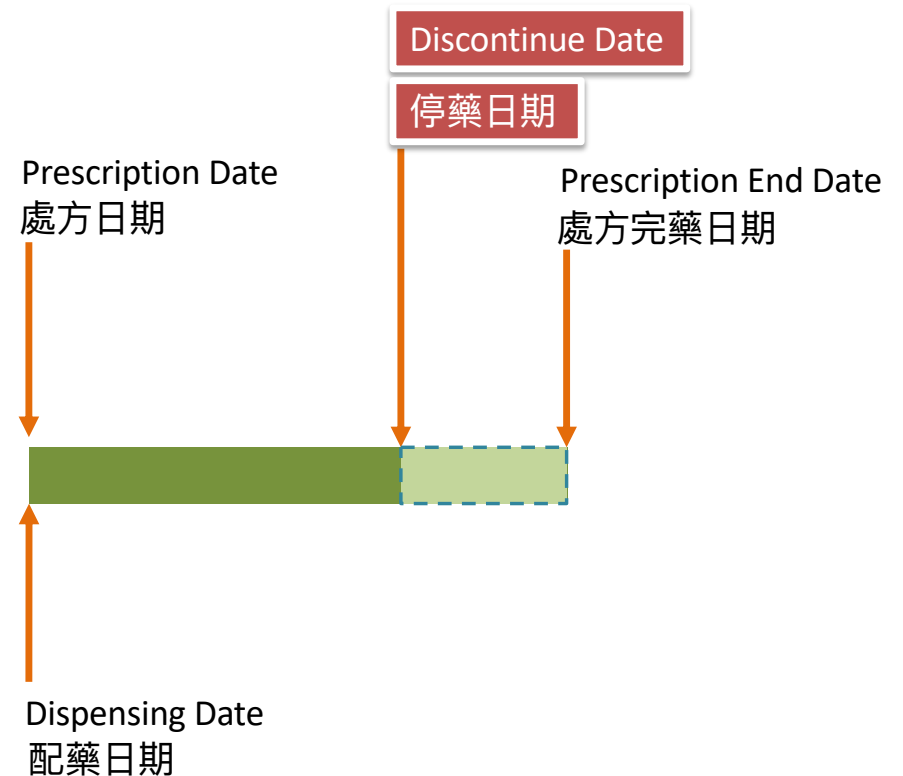 Discontinue Date
停藥日期
Prescription Date
處方日期
Prescription End Date
處方完藥日期
Dispensing Date
配藥日期